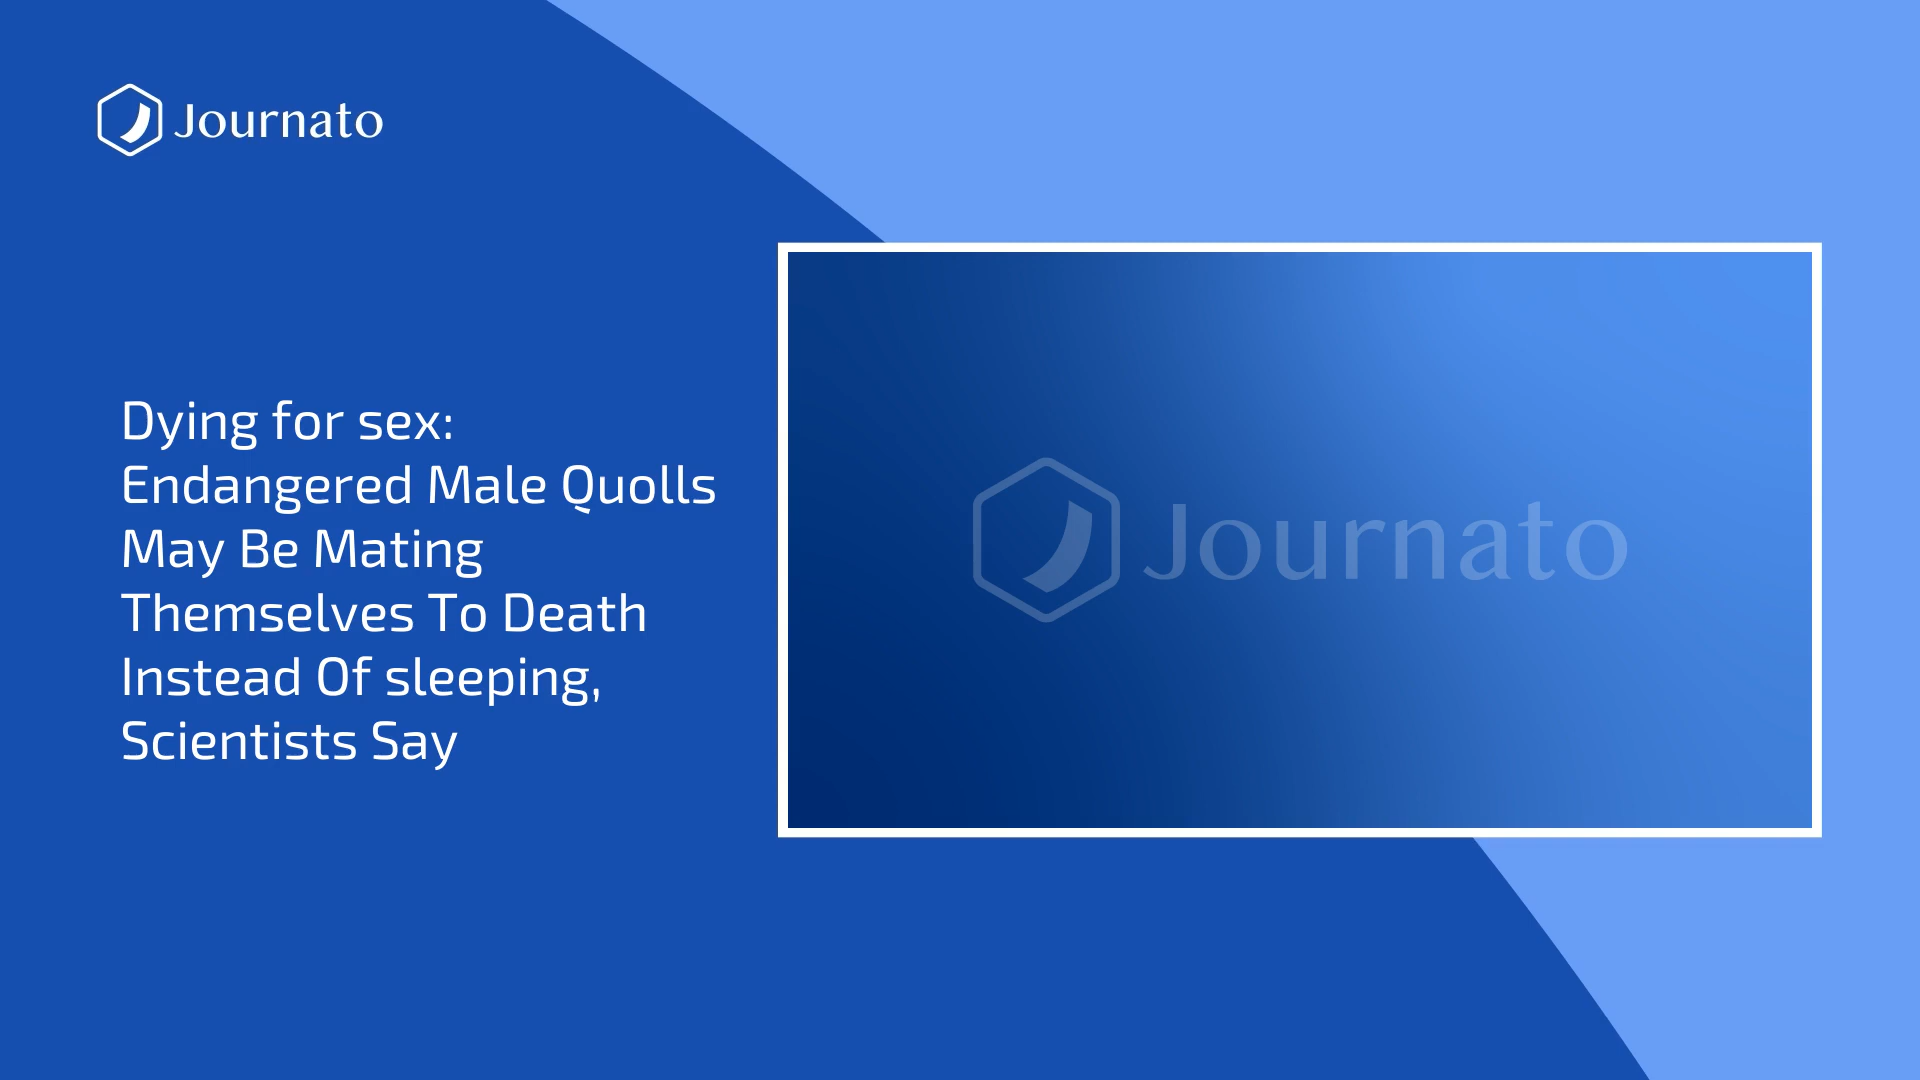 Journato
Dying for sex:
Endangered Male Quolls
May Be Mating
Themselves To Death
Instead Of sleeping,
Scientists Say
Journato